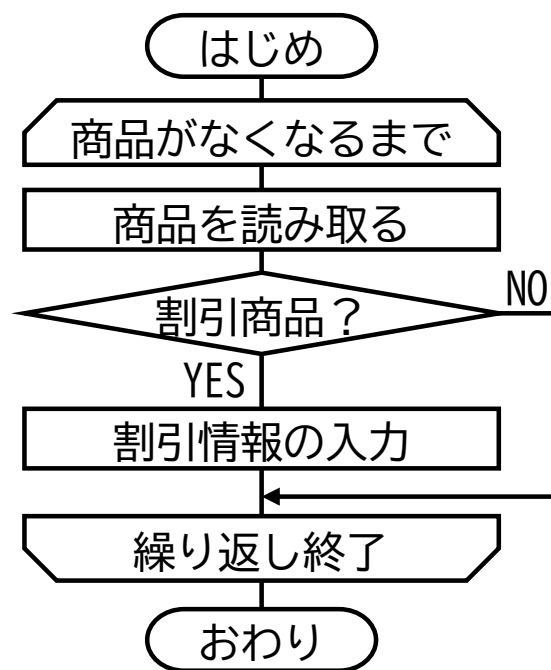 はじめ
商品がなくなるまで
商品を読み取る
割引商品？
NO
YES
割引情報の入力
繰り返し終了
おわり